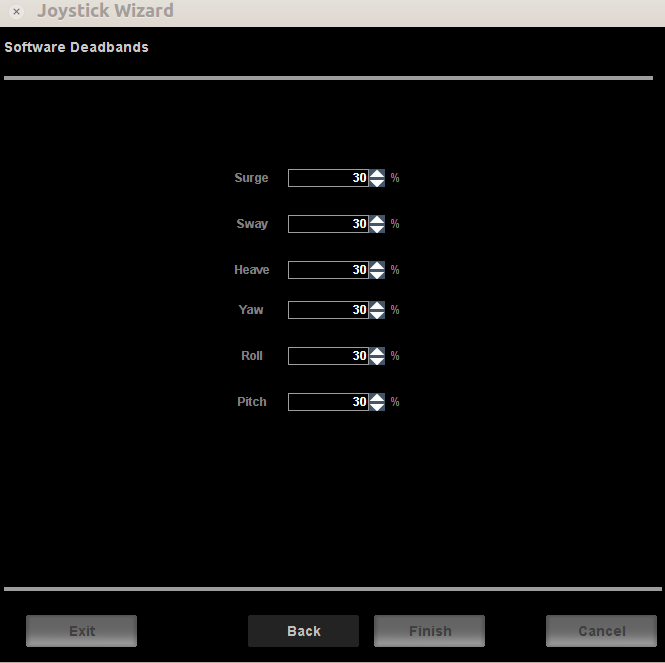 Joystick Wizard
Software Deadbands
Surge 30 %
Sway 30 %
Heave 30 %
Yaw 30 %
Roll 30 %
Pitch 30 %
Exit Back Finish Cancel